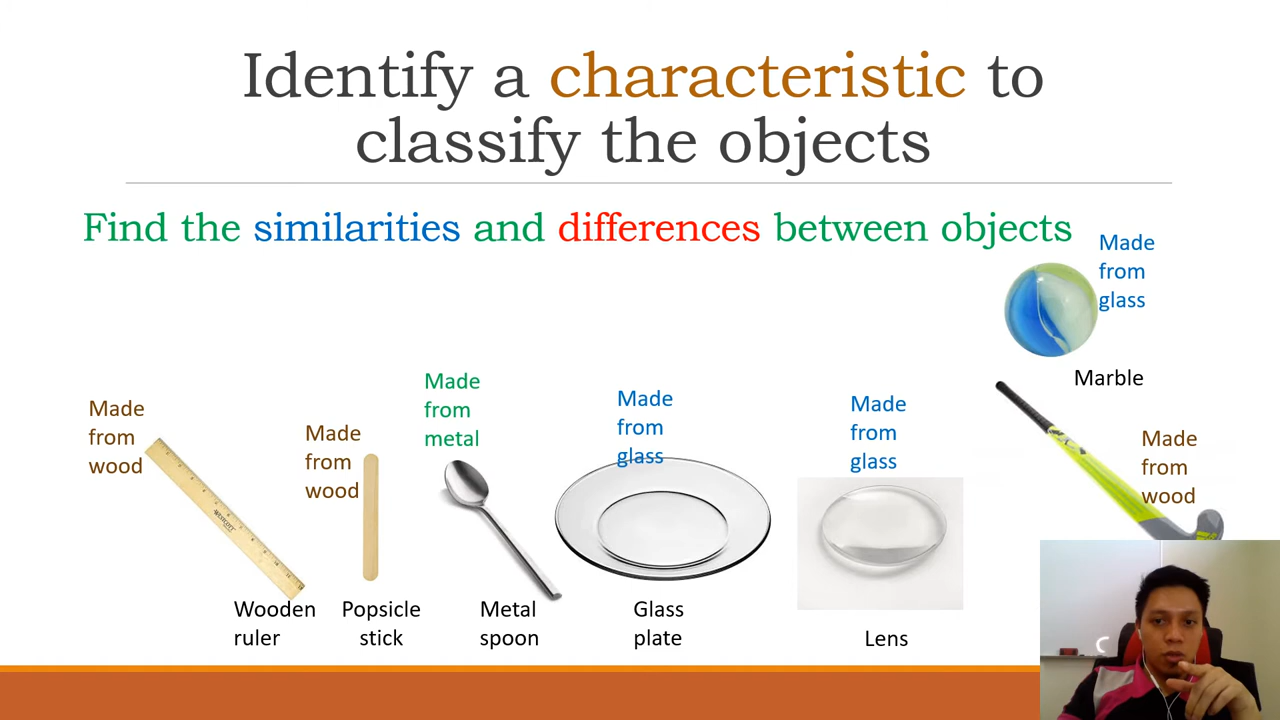 Identify a characteristic to
classify the objects
Find the similarities and differences between objects
Made
from
glass
Marble
Made
from
wood
Made
from
wood
Made
from
metal
Made
from
glass
Made
from
glass
Made
from
wood
Wooden
ruler
Popsicle
stick
Metal
spoon
Glass
plate
Lens